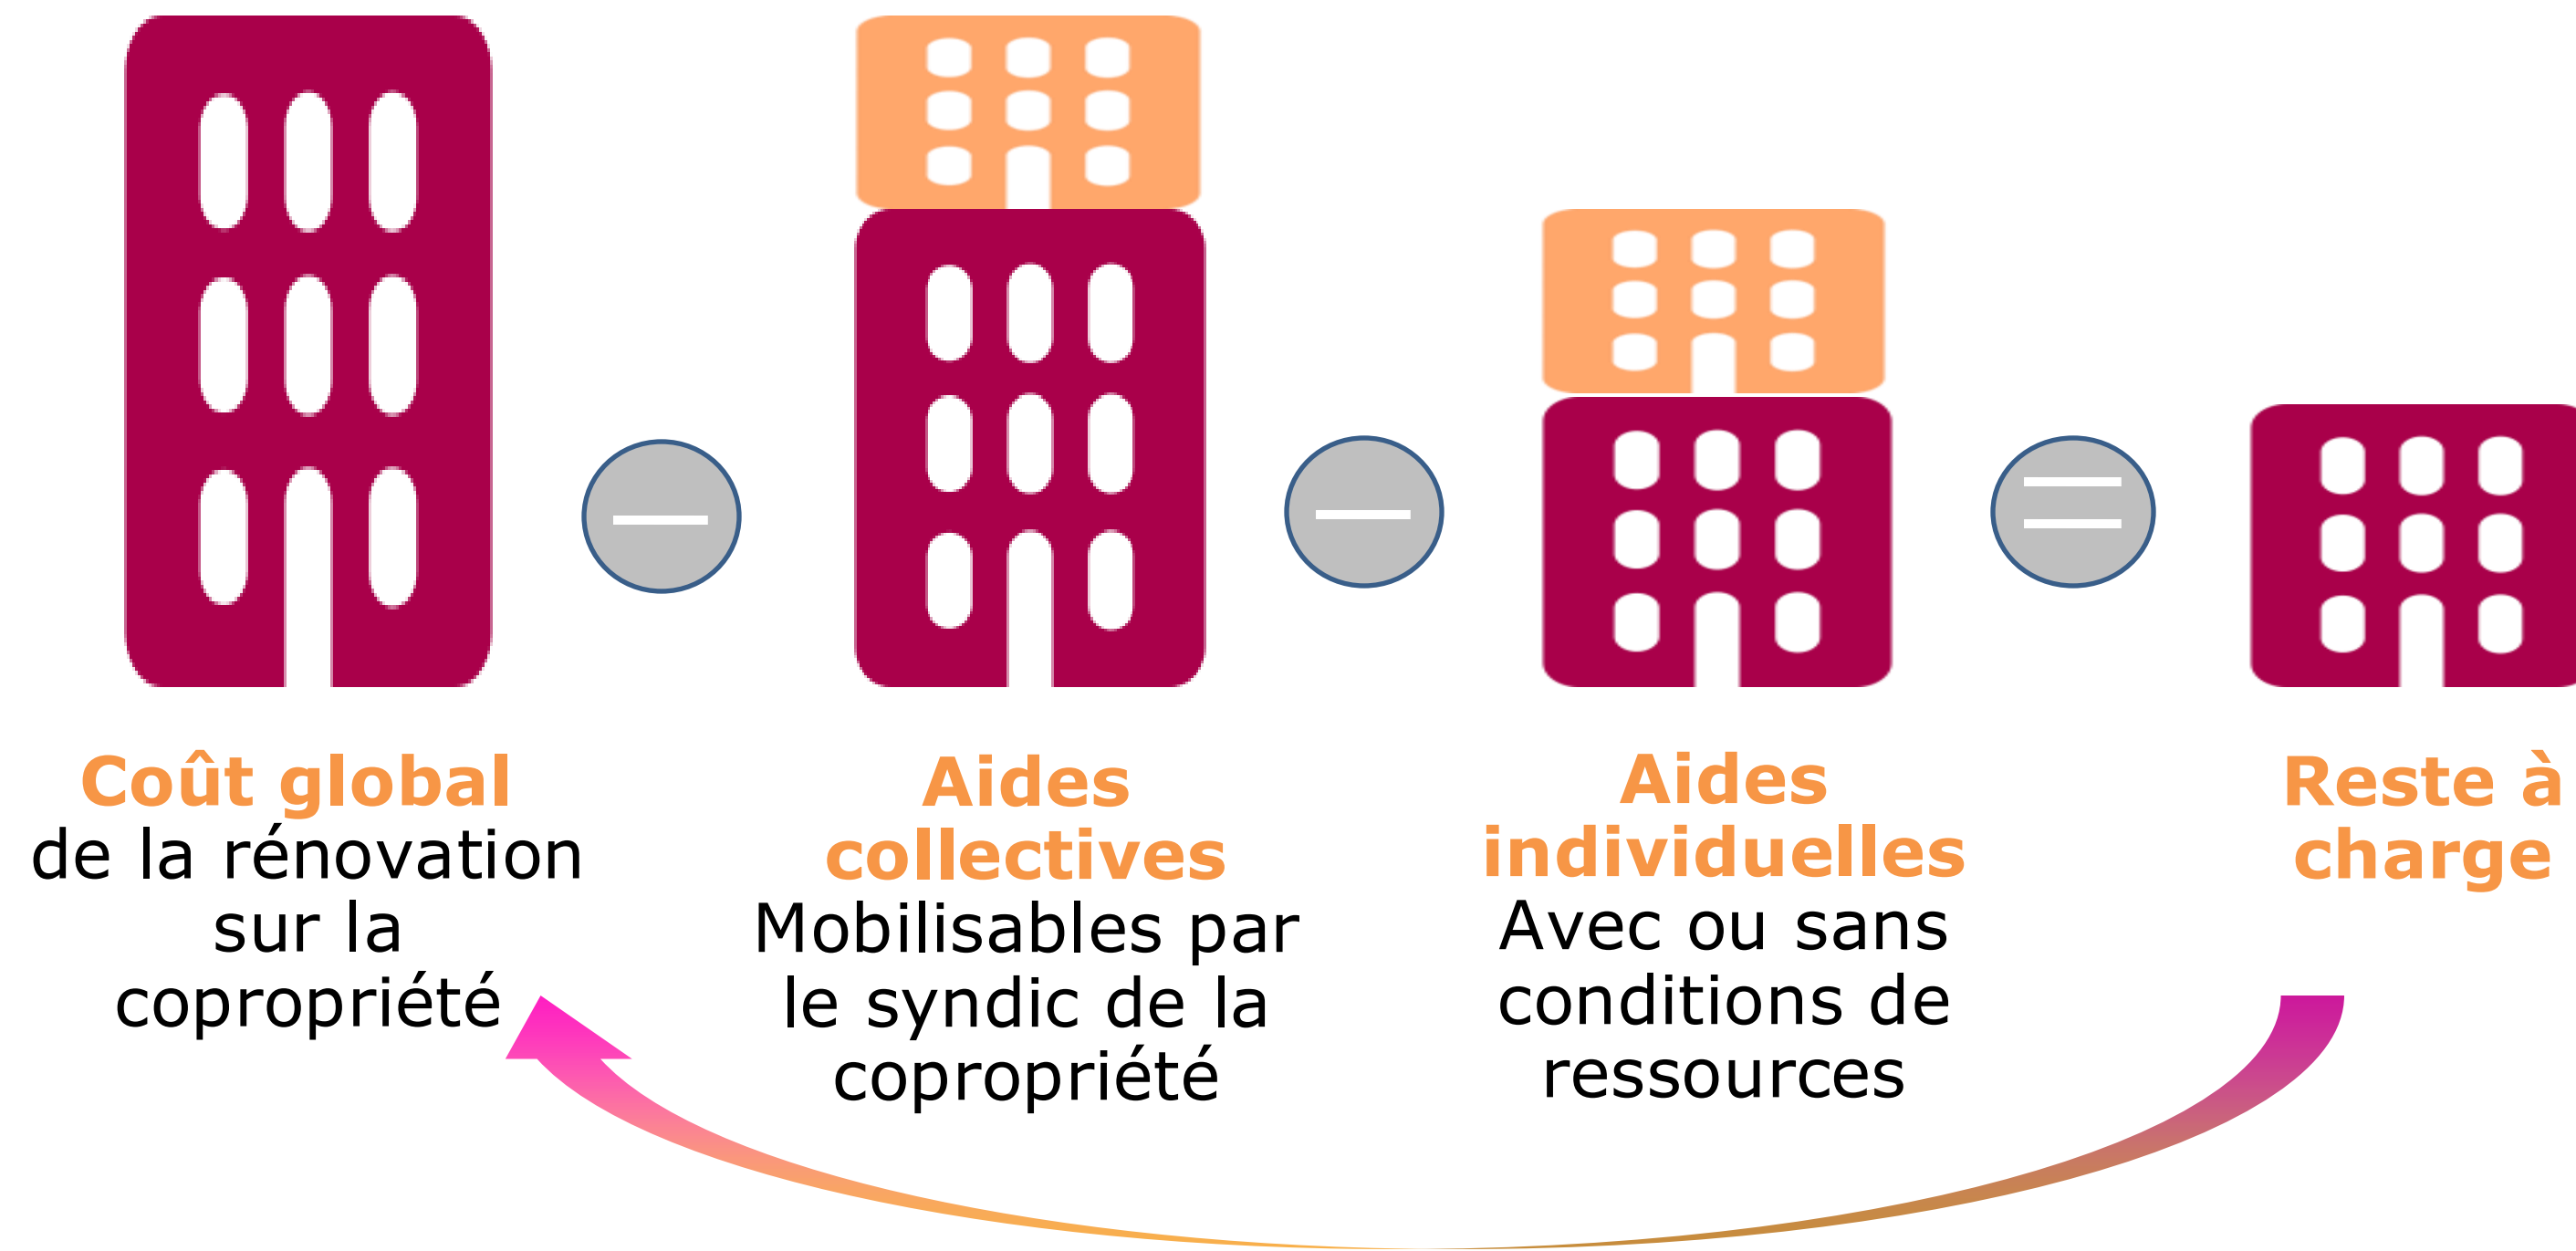 Coût global
de la rénovation
sur la
copropriété
Aides
collectives
Mobilisables par
le syndic de la
copropriété
Aides
individuelles
Avec ou sans
conditions de
ressources
Reste à
charge